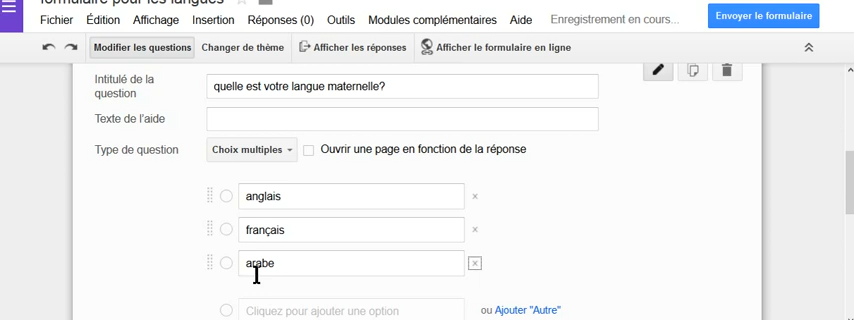 formulaire pour les langues
Fichier Édition Affichage Insertion Réponses (0) Outils Modules complémentaires Aide Enregistrement en cours... Envoyer le formulaire
Modifier les questions Changer de thème Afficher les réponses Afficher le formulaire en ligne
Intitulé de la question quelle est votre langue maternelle?
Texte de l'aide
Type de question Choix multiples Ouvrir une page en fonction de la réponse
anglais
français
arabe
Cliquez pour ajouter une option ou Ajouter "Autre"